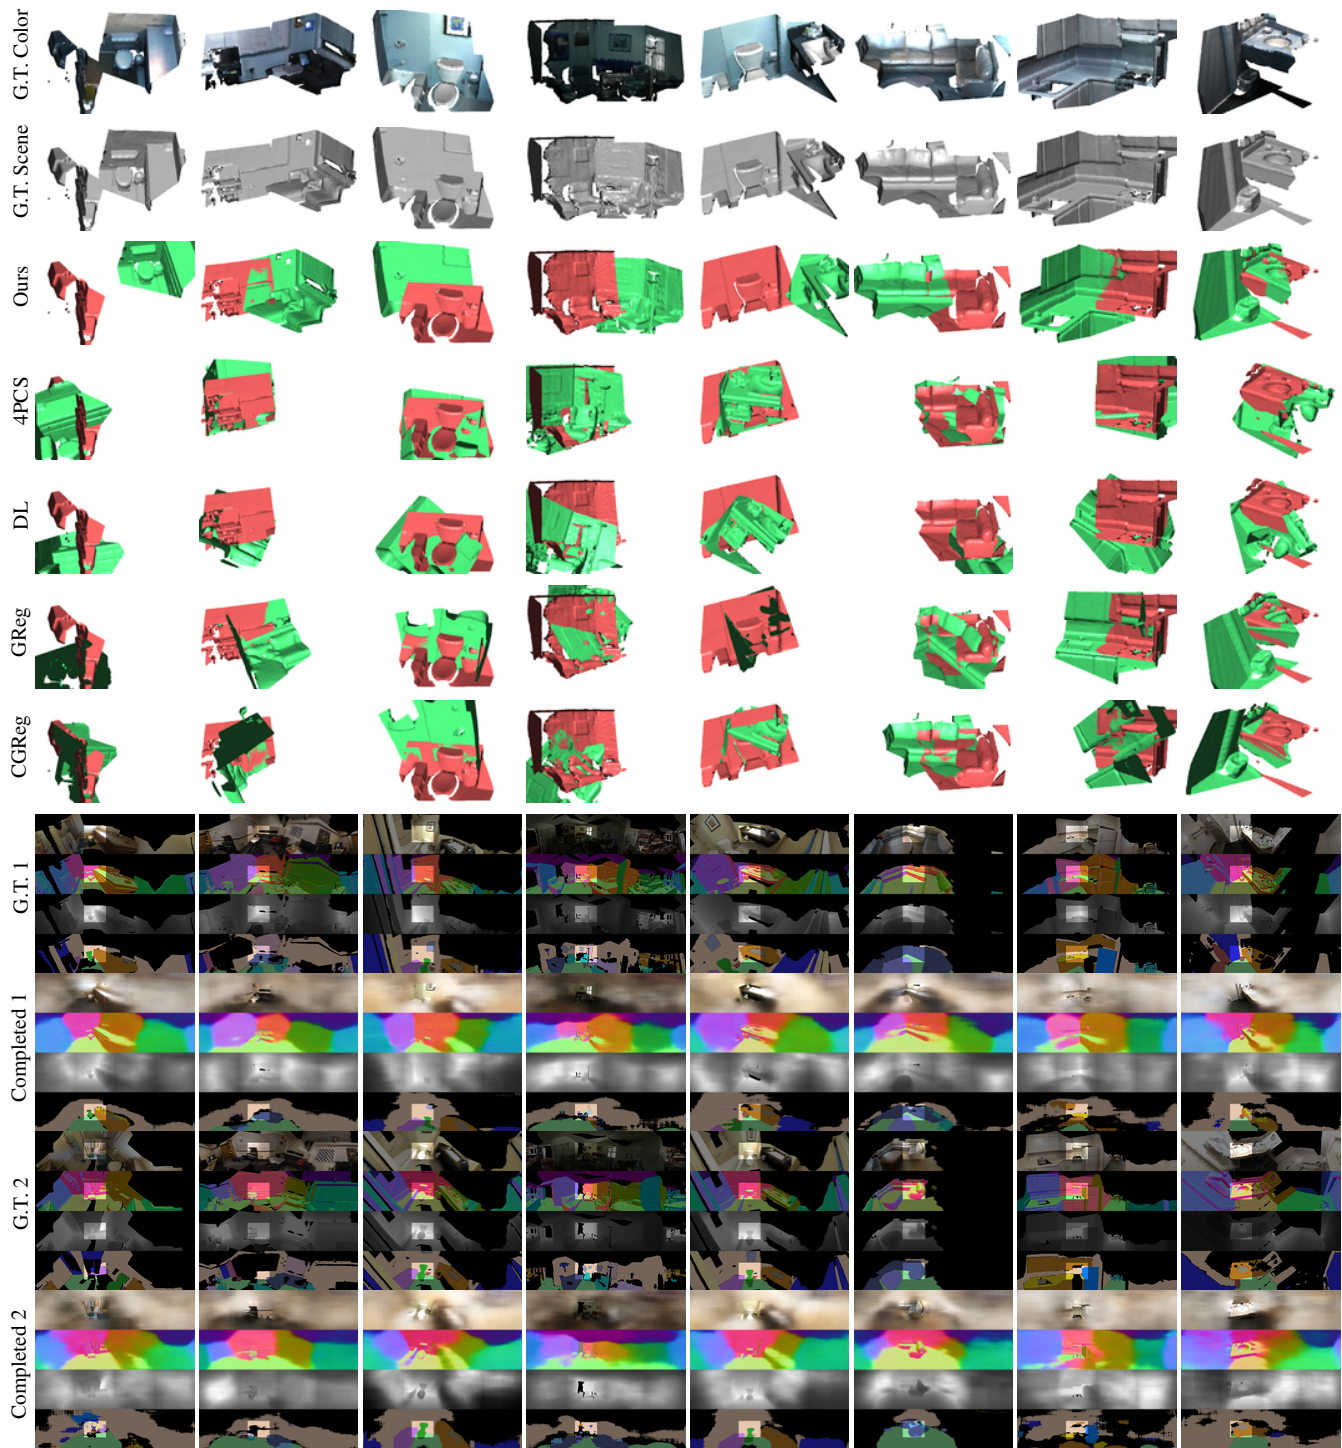 G.T. Color
G.T. Scene
Ours
4PCS
DL
GReg
CGReg
G.T. 1
Completed 1
G.T. 2
Completed 2